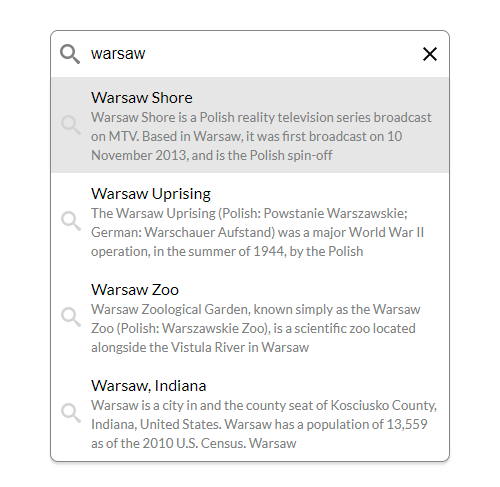 warsaw
Warsaw Shore
Warsaw Shore is a Polish reality television series broadcast
on MTV. Based in Warsaw, it was first broadcast on 10
November 2013, and is the Polish spin-off
Warsaw Uprising
The Warsaw Uprising (Polish: Powstanie Warszawskie;
German: Warschauer Aufstand) was a major World War II
operation, in the summer of 1944, by the Polish
Warsaw Zoo
Warsaw Zoological Garden, known simply as the Warsaw
Zoo (Polish: Warszawskie Zoo), is a scientific zoo located
alongside the Vistula River in Warsaw
Warsaw, Indiana
Warsaw is a city in and the county seat of Kosciusko County,
Indiana, United States. Warsaw has a population of 13,559
as of the 2010 U.S. Census. Warsaw